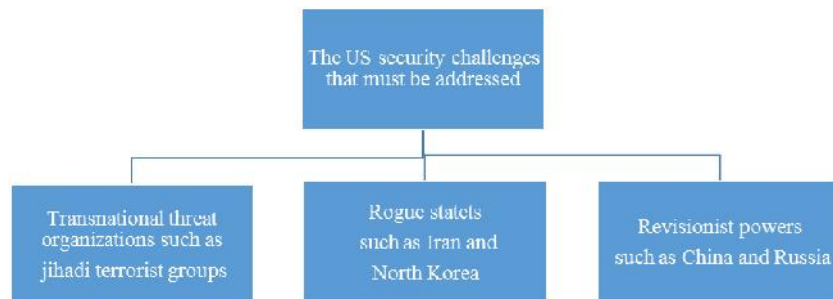 The US security challenges
that must be addressed
Transnational threat
organizations such as
jihadi terrorist groups
Rogue statets
such as Iran and
North Korea
Revisionist powers
such as China and Russia